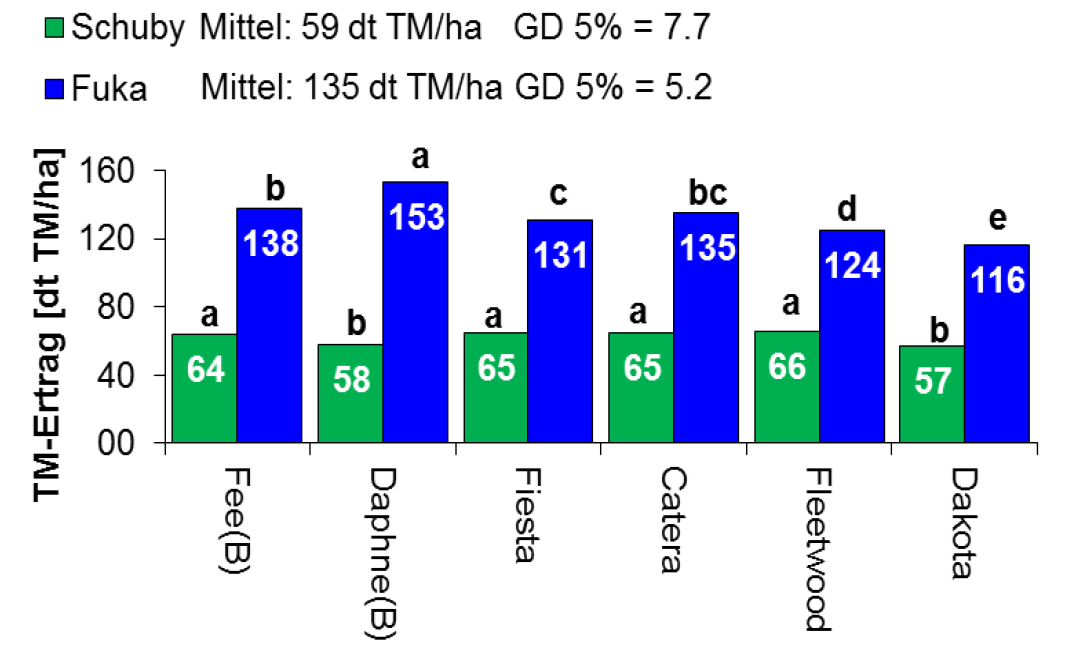 Schuby Mittel: 59 dt TM/ha GD 5% = 7.7
Fuka Mittel: 135 dt TM/ha GD 5% = 5.2
TM-Ertrag [dt TM/ha]
160
120
80
40
00
a
64
b
138
b
58
a
153
a
65
c
131
a
65
bc
135
a
66
d
124
b
57
e
116
Fee(B)
Daphne(B)
Fiesta
Catera
Fleetwood
Dakota